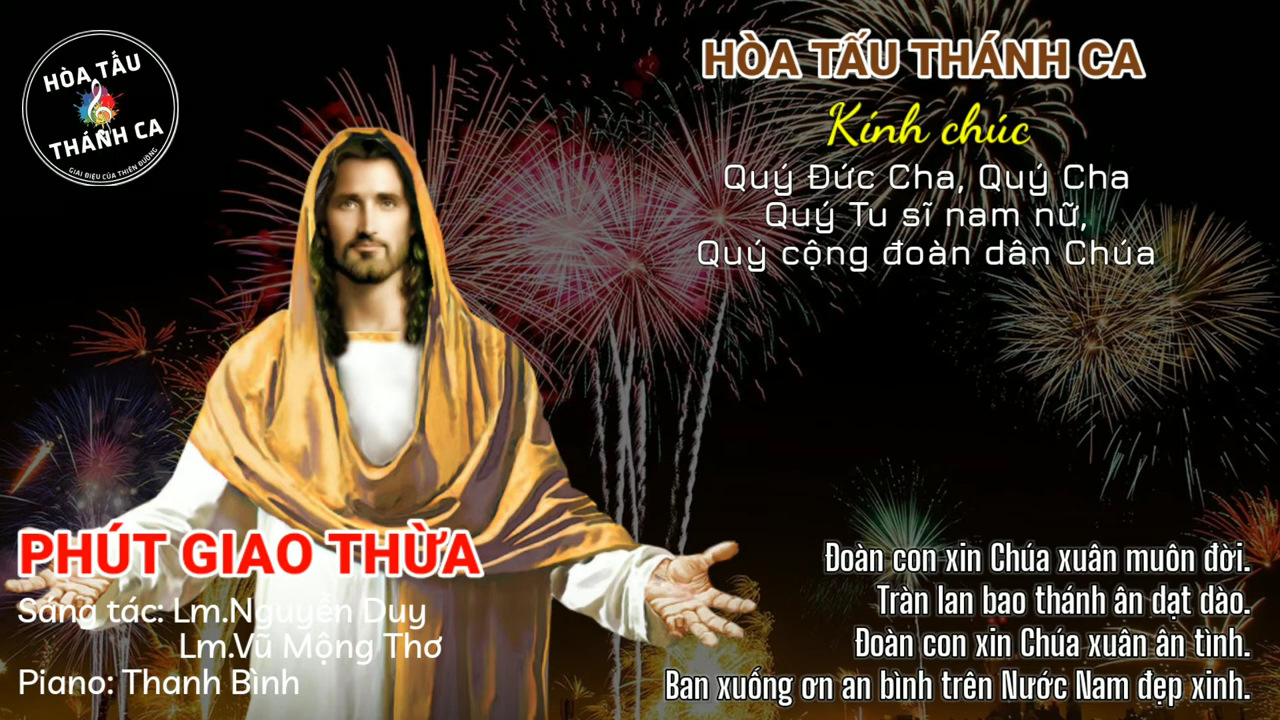 HÒA TẤU
THÁNH CA
GIAI ĐIỆU CỦA THIÊN ĐƯỜNG
HÒA TẤU THÁNH CA
Kính chúc
Quý Đức Cha, Quý Cha
Quý Tu sĩ nam nữ,
Quý cộng đoàn dân Chúa
PHÚT GIAO THỪA
Sáng tác: Lm.Nguyễn Duy
Lm.Vũ Mộng Thơ
Piano: Thanh Bình
Đoàn con xin Chúa xuân muôn đời.
Tràn lan bao thánh ân dạt dào.
Đoàn con xin Chúa xuân ân tình.
Ban xuống ơn an bình trên Nước Nam đẹp xinh.